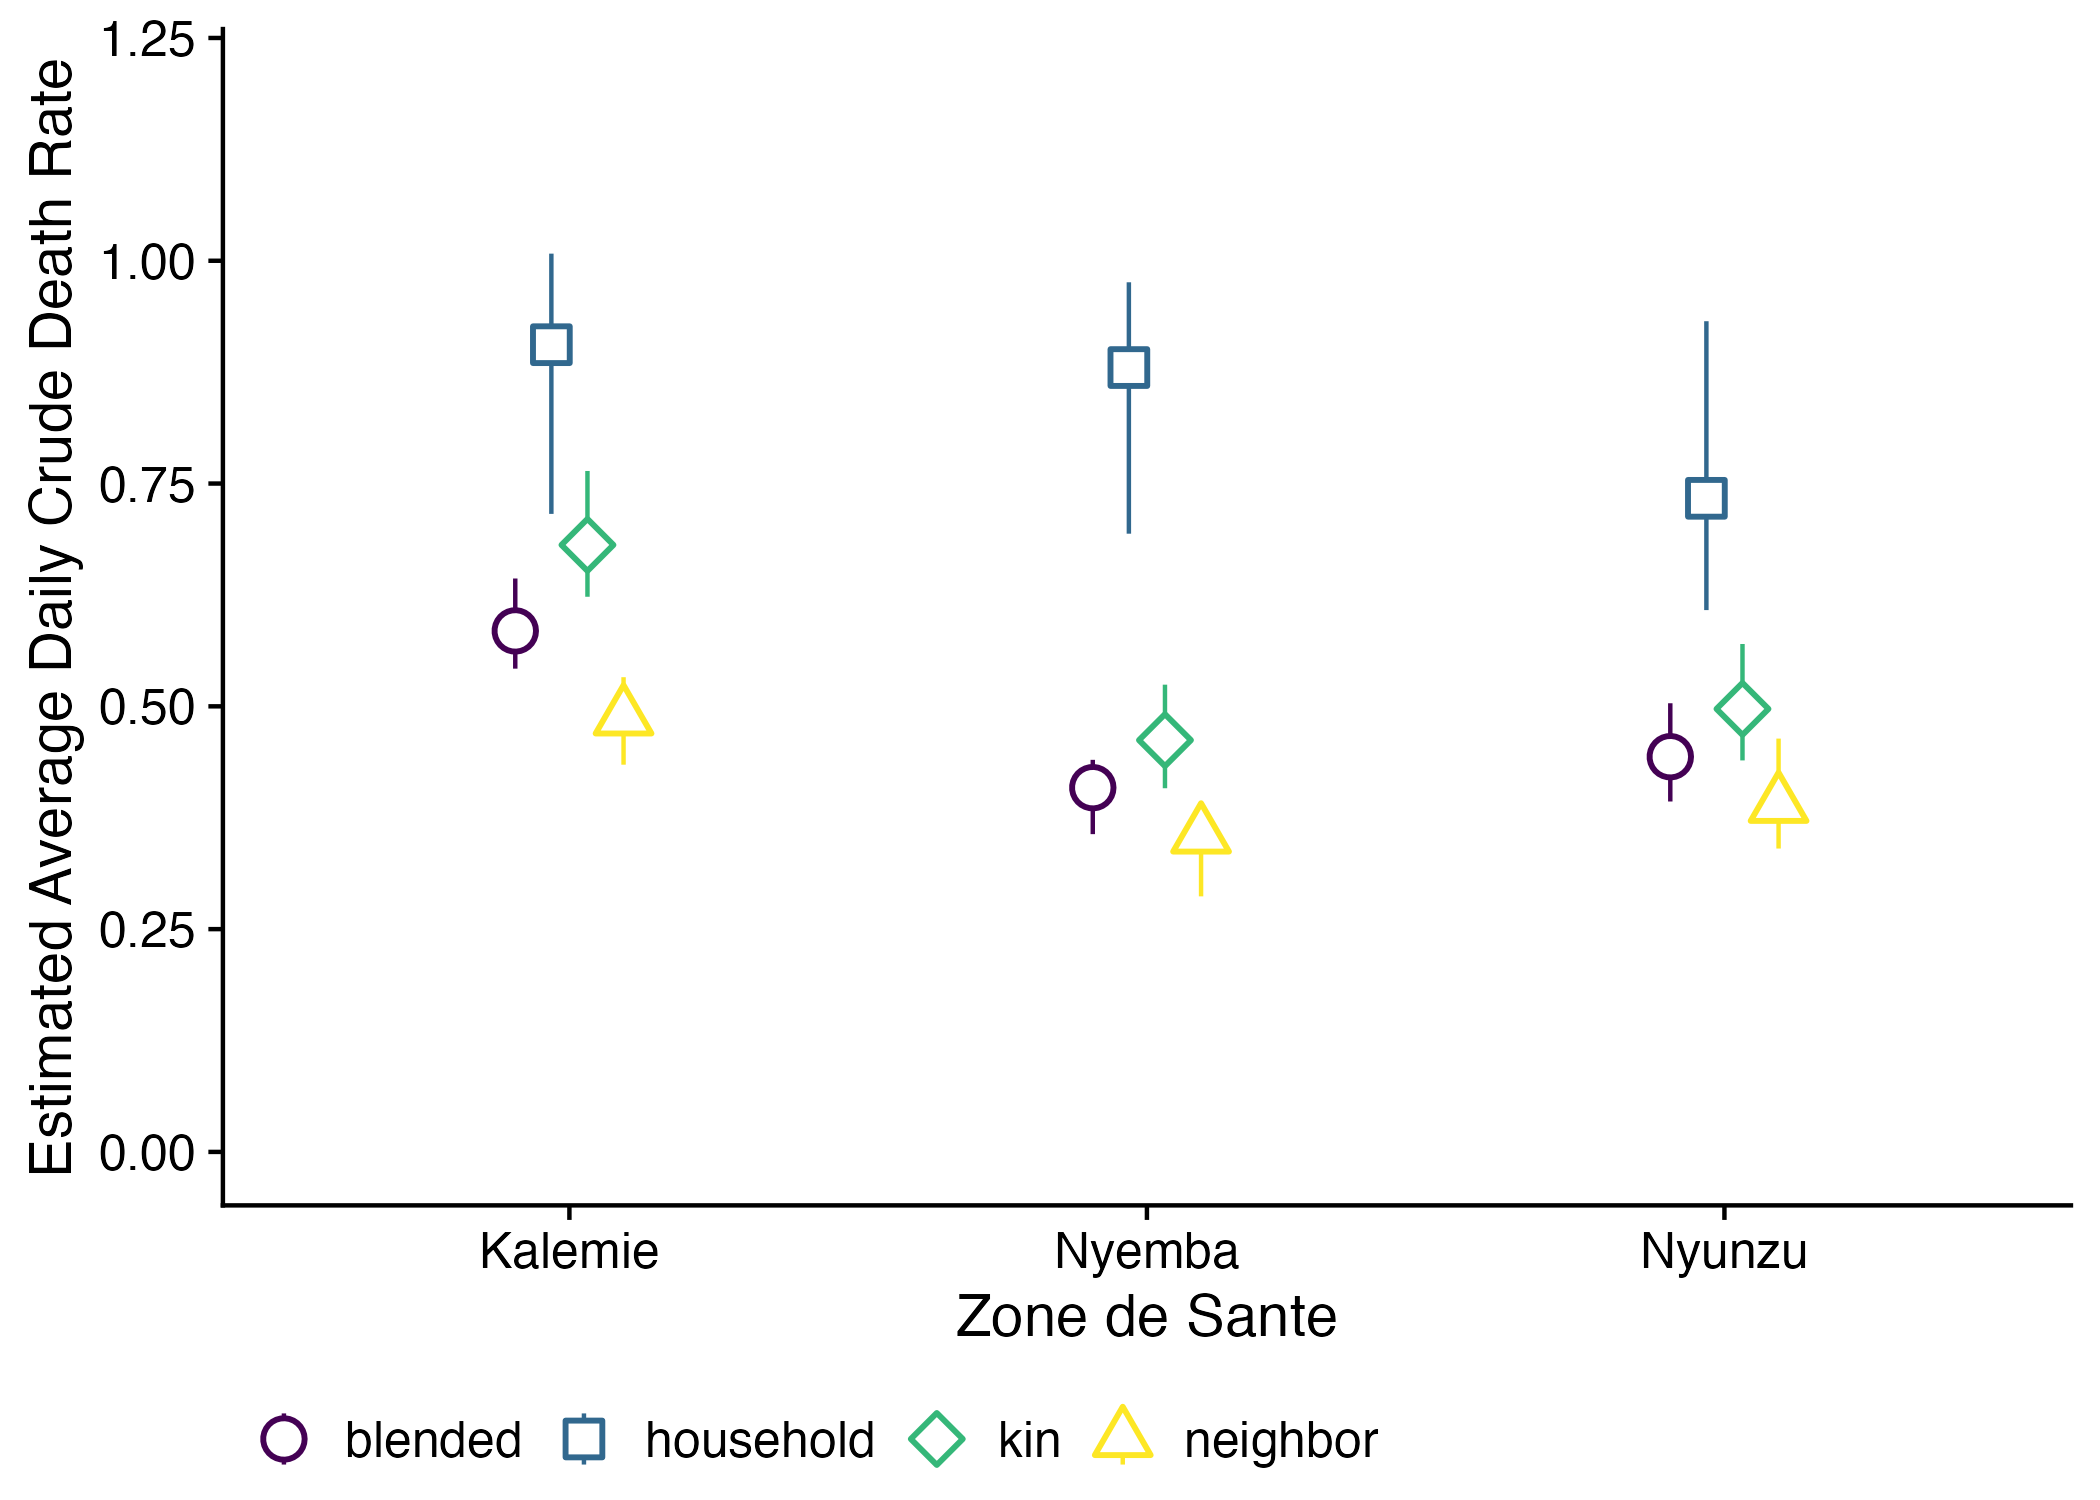 Estimated Average Daily Crude Death Rate
1.25
1.00
0.75
0.50
0.25
0.00
Kalemie Nyemba Nyunzu
Zone de Sante
blended household kin neighbor